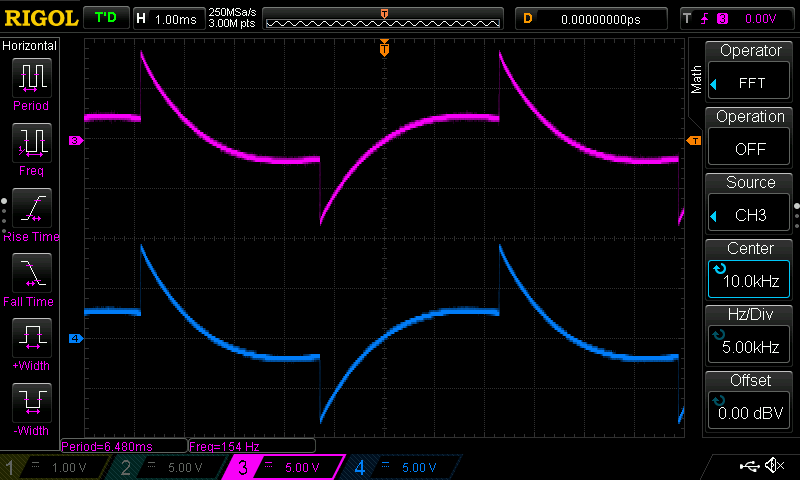 RIGOL T'D H 1.00ms 250MSa/s 3.00M pts T D 0.00000000ps T 3 0.00V
Horizontal
Period
Freq
Rise Time
Fall Time
+Width
-Width
3
4
T
Period=6.480ms Freq=154 Hz
1 1.00 V 2 5.00 V 3 5.00 V 4 5.00 V
Math
Operator
FFT
Operation
OFF
Source
CH3
Center
10.0kHz
Hz/Div
5.00kHz
Offset
0.00 dBV